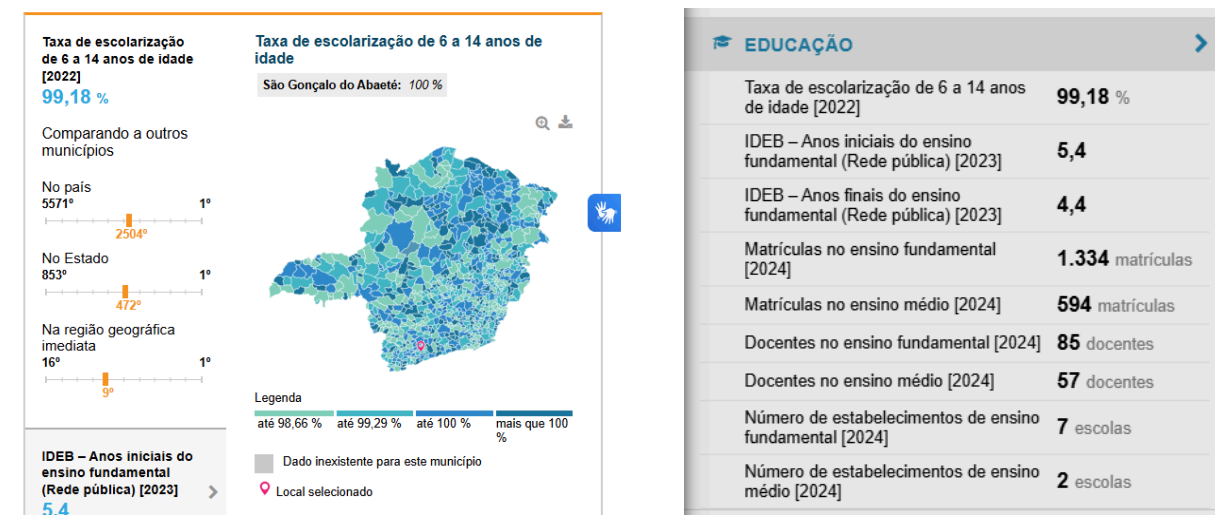 Taxa de escolarização
de 6 a 14 anos de idade
[2022]
99,18 %
Comparando a outros
municípios
No país
5571º 1º
2504º
No Estado
853º 1º
472º
Na região geográfica
imediata
16º 1º
9º
IDEB – Anos iniciais do
ensino fundamental
(Rede pública) [2023]
5,4
Taxa de escolarização de 6 a 14 anos de
idade
São Gonçalo do Abaeté: 100 %
Legenda
até 98,66 % até 99,29 % até 100 % mais que 100
%
Dado inexistente para este município
Local selecionado
EDUCAÇÃO
Taxa de escolarização de 6 a 14 anos
de idade [2022]
99,18 %
IDEB – Anos iniciais do ensino
fundamental (Rede pública) [2023]
5,4
IDEB – Anos finais do ensino
fundamental (Rede pública) [2023]
4,4
Matrículas no ensino fundamental
[2024]
1.334 matrículas
Matrículas no ensino médio [2024] 594 matrículas
Docentes no ensino fundamental [2024] 85 docentes
Docentes no ensino médio [2024] 57 docentes
Número de estabelecimentos de ensino
fundamental [2024]
7 escolas
Número de estabelecimentos de ensino
médio [2024]
2 escolas